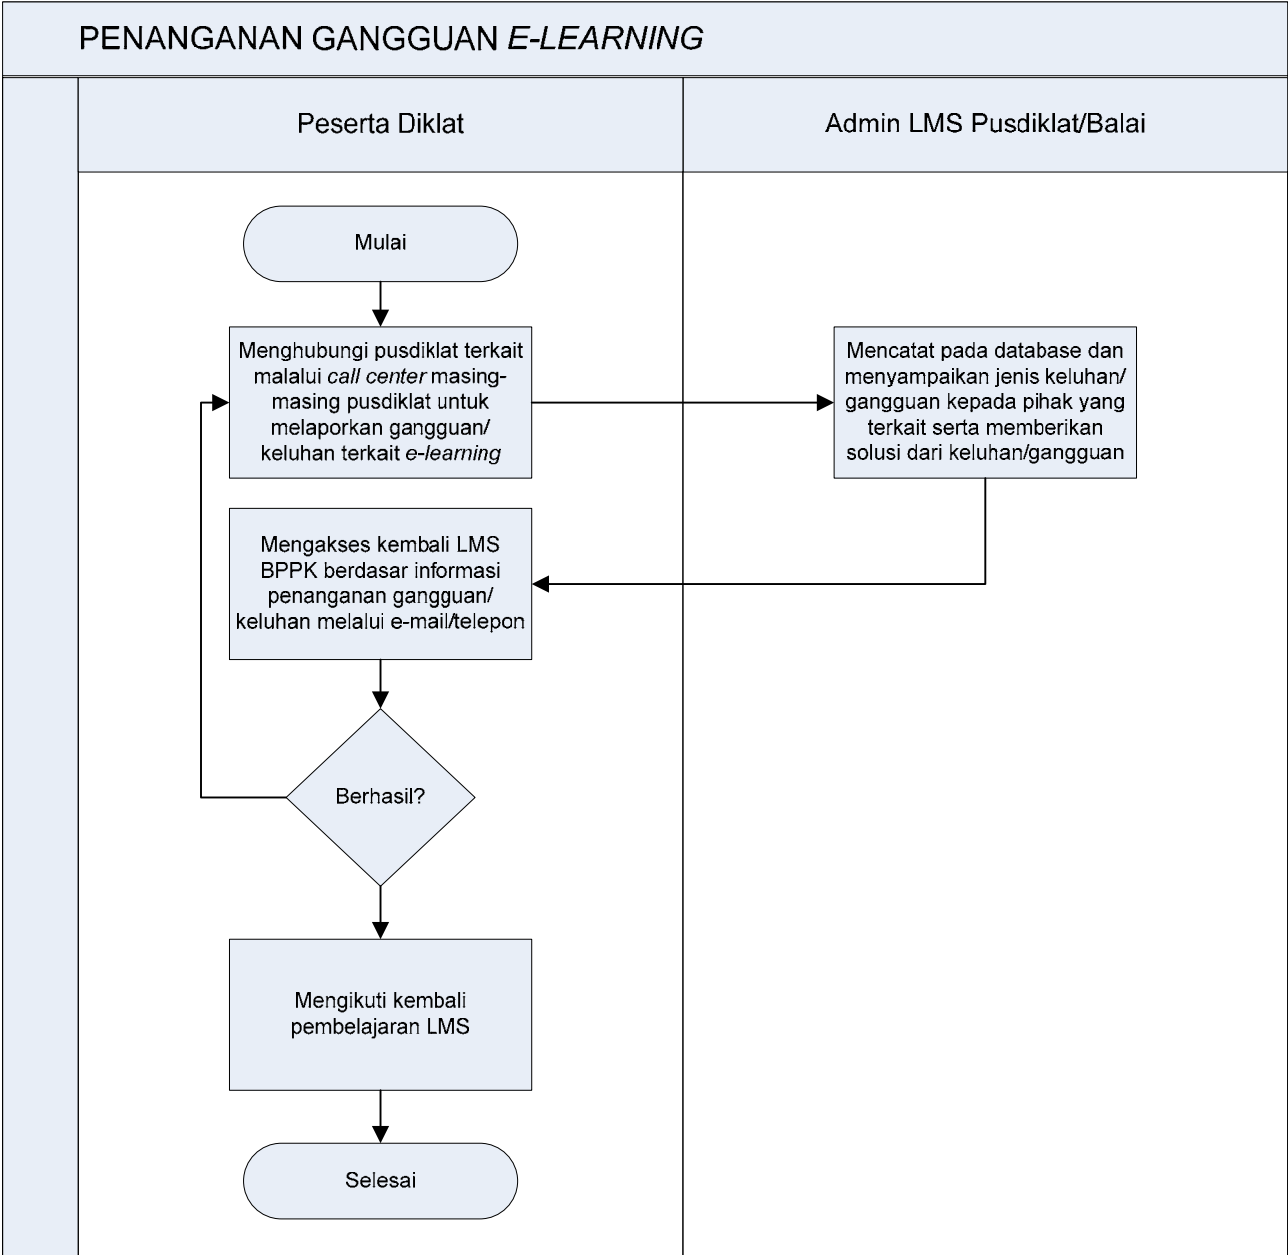 PENANGANAN GANGGUAN E-LEARNING
Peserta Diklat
Admin LMS Pusdiklat/Balai
Mulai
Menghubungi pusdiklat terkait
malalui call center masing-
masing pusdiklat untuk
melaporkan gangguan/
keluhan terkait e-learning
Mencatat pada database dan
menyampaikan jenis keluhan/
gangguan kepada pihak yang
terkait serta memberikan
solusi dari keluhan/gangguan
Mengakses kembali LMS
BPPK berdasar informasi
penanganan gangguan/
keluhan melalui e-mail/telepon
Berhasil?
Mengikuti kembali
pembelajaran LMS
Selesai